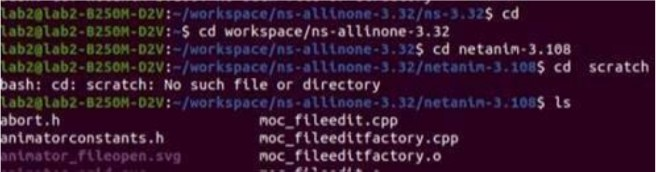 lab2@lab2-B250M-D2V:~/workspace/ns-allinone-3.32/ns-3.32$ cd
lab2@lab2-B250M-D2V:~$ cd workspace/ns-allinone-3.32
lab2@lab2-B250M-D2V:~/workspace/ns-allinone-3.32$ cd netanim-3.108
lab2@lab2-B250M-D2V:~/workspace/ns-allinone-3.32/netanim-3.108$ cd  scratch
bash: cd: scratch: No such file or directory
lab2@lab2-B250M-D2V:~/workspace/ns-allinone-3.32/netanim-3.108$ ls
abort.h moc_fileedit.cpp
animatorconstants.h moc_fileeditfactory.cpp
animator_fileopen.svg moc_fileeditfactory.o